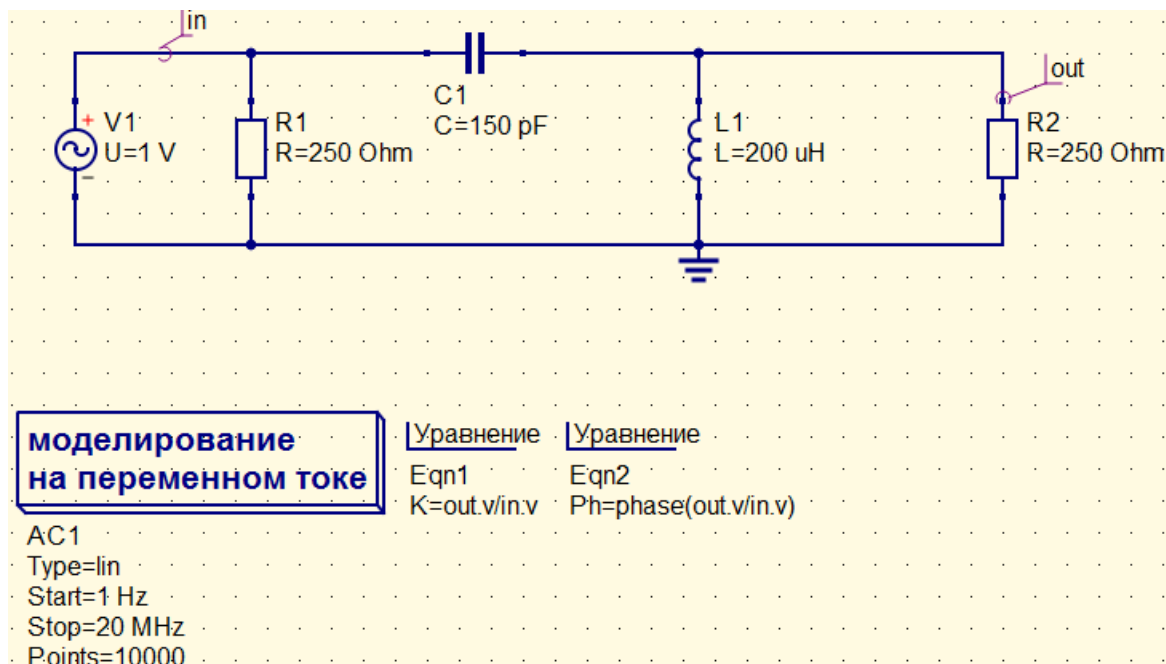 in
out
C1
C=150 pF
V1
U=1 V
R1
R=250 Ohm
L1
L=200 uH
R2
R=250 Ohm
моделирование
на переменном токе
Уравнение
Eqn1
K=out.v/in.v
Уравнение
Eqn2
Ph=phase(out.v/in.v)
AC1
Type=lin
Start=1 Hz
Stop=20 MHz
Points=10000